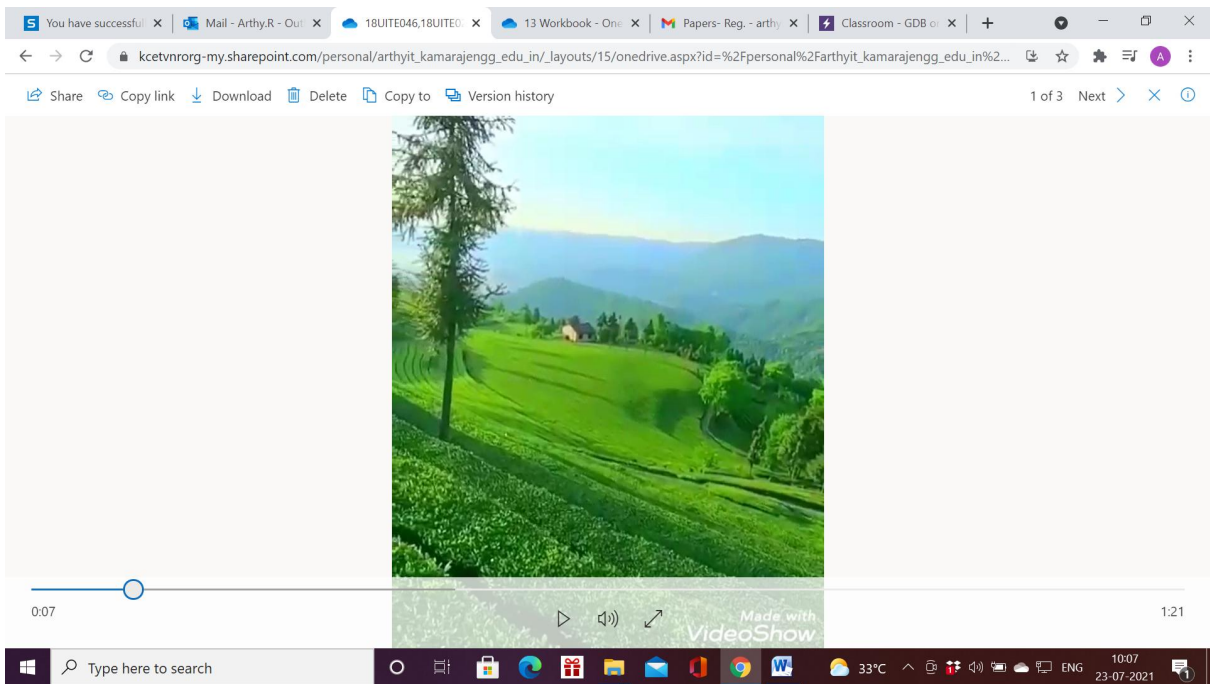 You have successful
Mail - Arthy.R - Out
18UITE046,18UITE0
13 Workbook - One
Papers- Reg. - arthy
Classroom - GDB o
kcetvnrorg-my.sharepoint.com/personal/arthyit_kamarajengg_edu_in/_layouts/15/onedrive.aspx?id=%2Fpersonal%2Farthyit_kamarajengg_edu_in%2...
A
Share Copy link Download Delete Copy to Version history 1 of 3 Next
0:07
1:21
Made with
VideoShow
Type here to search
33°C
ENG
10:07
23-07-2021
1